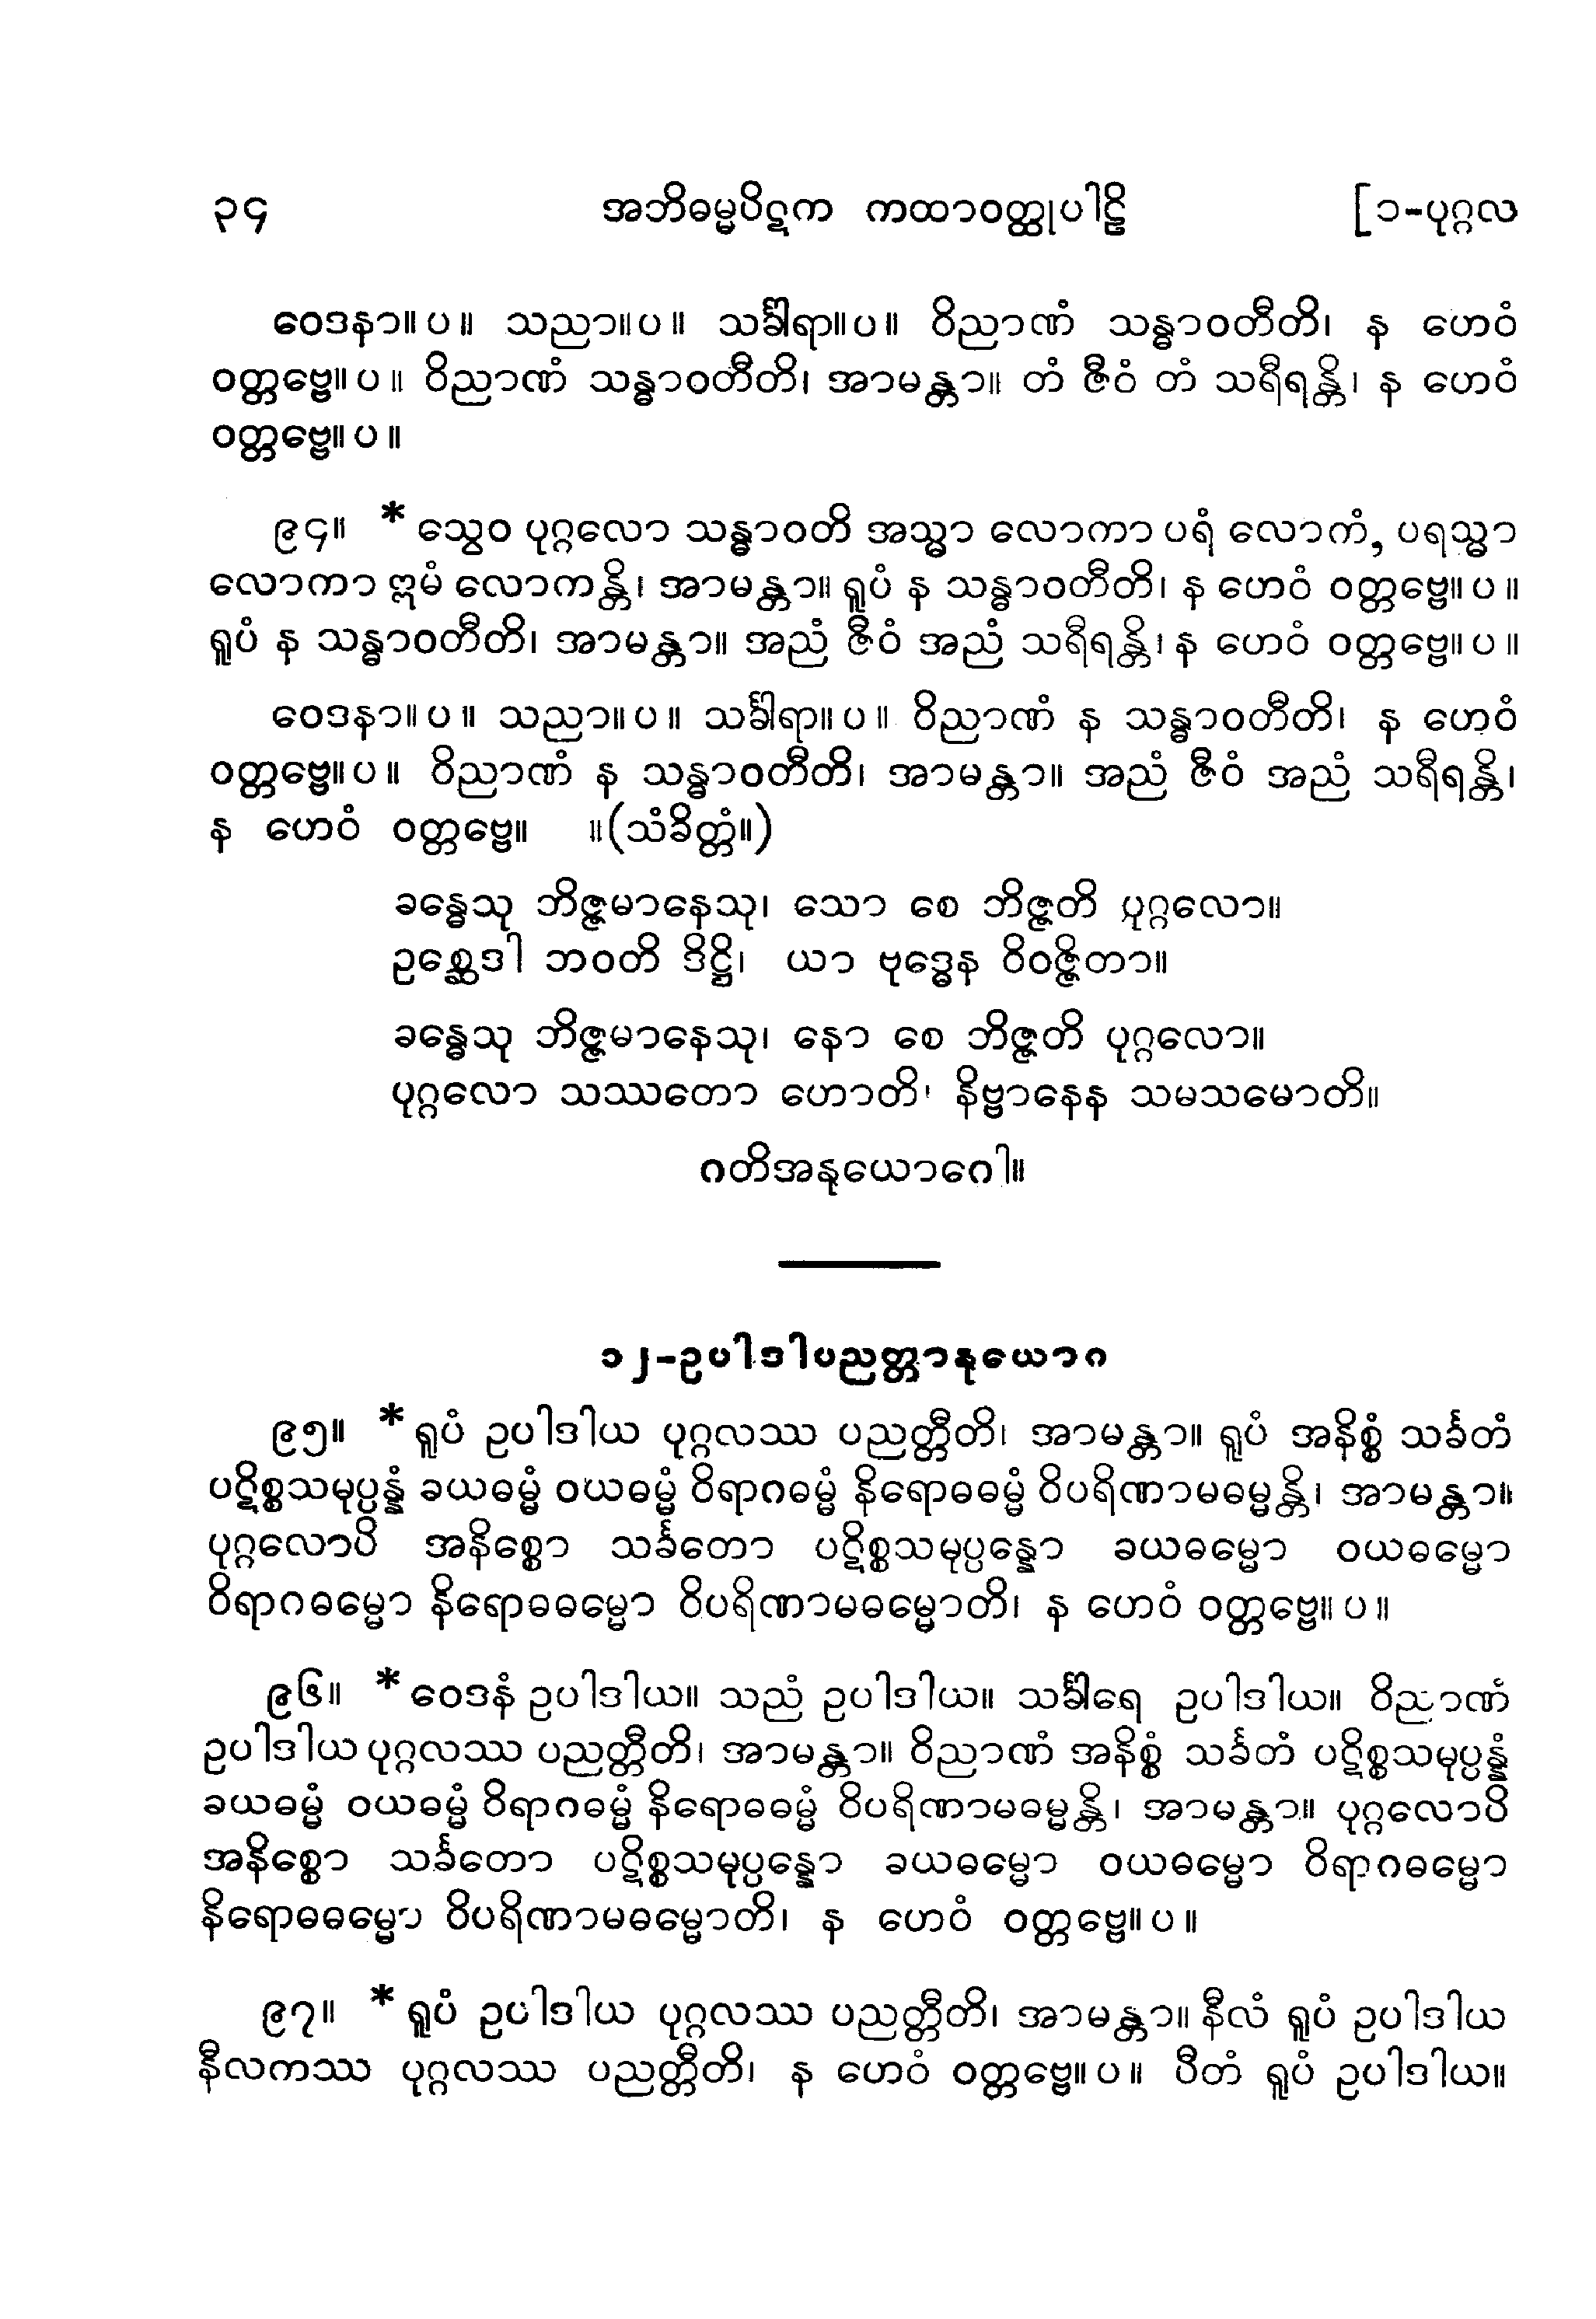 ၃၄ အဘိဓမ္မပိဋက ကထာဝတ္ထုပါဠိ [၁-ပုဂ္ဂလ
ဝေဒနာ။ပ။ သညာ။ပ။ သင်္ခါရာ။ပ။ ဝိညာဏံ သန္ဓာဝတီတိ၊ န ဟေဝံ
ဝတ္တဗ္ဗေ။ပ။ ဝိညာဏံ သန္ဓာဝတီတိ၊ အာမန္တာ။ တံ ဇီဝံ တံ သရီရန္တိ၊ န ဟေဝံ
ဝတ္တဗ္ဗေ။ပ။
၉၄။ * သွေဝ ပုဂ္ဂလော သန္ဓာဝတိ အသ္မာ လောကာ ပရံ လောကံ, ပရသ္မာ
လောကာ ဣမံ လောကန္တိ၊ အာမန္တာ။ ရူပံ န သန္ဓာဝတီတိ၊ န ဟေဝံ ဝတ္တဗ္ဗေ။ပ။
ရူပံ န သန္ဓာဝတီတိ၊ အာမန္တာ။ အညံ ဇီဝံ အညံ သရီရန္တိ၊ န ဟေဝံ ဝတ္တဗ္ဗေ။ပ။
ဝေဒနာ။ပ။ သညာ။ပ။ သင်္ခါရာ။ပ။ ဝိညာဏံ န သန္ဓာဝတီတိ၊ န ဟေဝံ
ဝတ္တဗ္ဗေ။ပ။ ဝိညာဏံ န သန္ဓာဝတီတိ၊ အာမန္တာ။ အညံ ဇီဝံ အညံ သရီရန္တိ၊
န ဟေဝံ ဝတ္တဗ္ဗေ။ ။(သံခိတ္တံ။)
ခန္ဓေသု ဘိဇ္ဇမာနေသု၊ သော စေ ဘိဇ္ဇတိ ပုဂ္ဂလော။
ဥစ္ဆေဒါ ဘဝတိ ဒိဋ္ဌိ၊ ယာ ဗုဒ္ဓေန ဝိဝဇ္ဇိတာ။
ခန္ဓေသု ဘိဇ္ဇမာနေသု၊ နော စေ ဘိဇ္ဇတိ ပုဂ္ဂလော။
ပုဂ္ဂလော သဿတော ဟောတိ၊ နိဗ္ဗာနေန သမသမောတိ။
ဂတိအနုယောဂေါ။
၁၂-ဥပါဒါပညတ္တာနုယောဂ
၉၅။ * ရူပံ ဥပါဒါယ ပုဂ္ဂလဿ ပညတ္တီတိ၊ အာမန္တာ။ ရူပံ အနိစ္စံ သင်္ခတံ
ပဋိစ္စသမုပ္ပန္နံ ခယဓမ္မံ ဝယဓမ္မံ ဝိရာဂဓမ္မံ နိရောဓဓမ္မံ ဝိပရိဏာမဓမ္မန္တိ၊ အာမန္တာ။
ပုဂ္ဂလောပိ အနိစ္စော သင်္ခတော ပဋိစ္စသမုပ္ပန္နော ခယဓမ္မော ဝယဓမ္မော
ဝိရာဂဓမ္မော နိရောဓဓမ္မော ဝိပရိဏာမဓမ္မောတိ၊ န ဟေဝံ ဝတ္တဗ္ဗေ။ပ။
၉၆။ * ဝေဒနံ ဥပါဒါယ။ သညံ ဥပါဒါယ။ သင်္ခါရေ ဥပါဒါယ။ ဝိညာဏံ
ဥပါဒါယ ပုဂ္ဂလဿ ပညတ္တီတိ၊ အာမန္တာ။ ဝိညာဏံ အနိစ္စံ သင်္ခတံ ပဋိစ္စသမုပ္ပန္နံ
ခယဓမ္မံ ဝယဓမ္မံ ဝိရာဂဓမ္မံ နိရောဓဓမ္မံ ဝိပရိဏာမဓမ္မန္တိ၊ အာမန္တာ။ ပုဂ္ဂလောပိ
အနိစ္စော သင်္ခတော ပဋိစ္စသမုပ္ပန္နော ခယဓမ္မော ဝယဓမ္မော ဝိရာဂဓမ္မော
နိရောဓဓမ္မော ဝိပရိဏာမဓမ္မောတိ၊ န ဟေဝံ ဝတ္တဗ္ဗေ။ပ။
၉၇။ * ရူပံ ဥပါဒါယ ပုဂ္ဂလဿ ပညတ္တီတိ၊ အာမန္တာ။ နီလံ ရူပံ ဥပါဒါယ
နီလကဿ ပုဂ္ဂလဿ ပညတ္တီတိ၊ န ဟေဝံ ဝတ္တဗ္ဗေ။ပ။ ပီတံ ရူပံ ဥပါဒါယ။